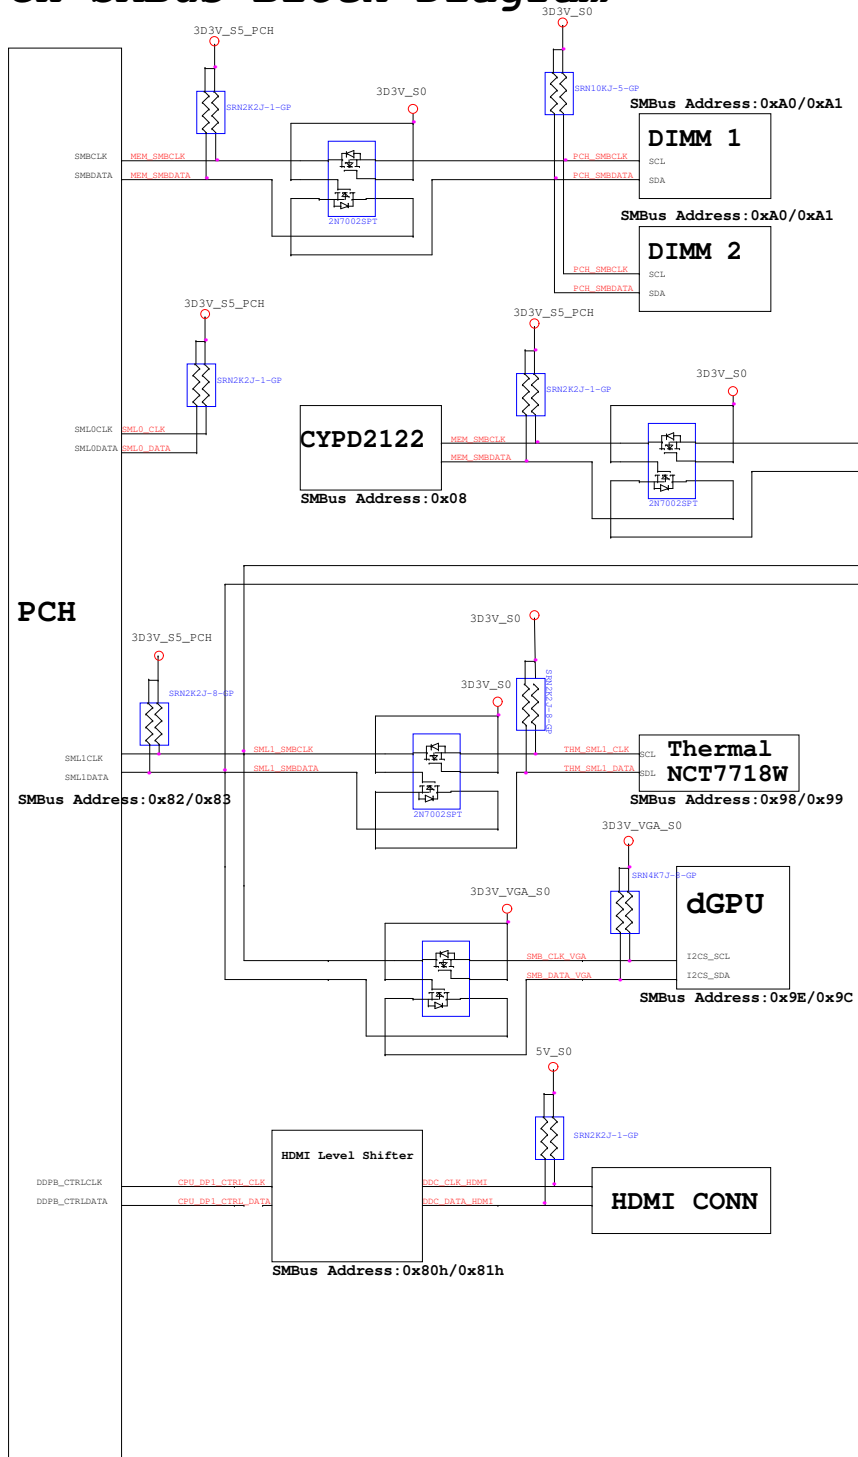 CH SMBus Block Diagram
3D3V_S0
3D3V_S5_PCH
SRN10KJ-5-GP
3D3V_S0
SRN2K2J-1-GP
SMBus Address:0xA0/0xA1
DIMM 1
SMBCLK MEM_SMBCLK PCH_SMBCLK SCL
SMBDATA MEM_SMBDATA PCH_SMBDATA SDA
2N7002SPT
SMBus Address:0xA0/0xA1
DIMM 2
PCH_SMBCLK SCL
PCH_SMBDATA SDA
3D3V_S5_PCH
3D3V_S5_PCH
SRN2K2J-1-GP
SRN2K2J-1-GP
3D3V_S0
SML0CLK SML0_CLK
SML0DATA SML0_DATA
CYPD2122
MEM_SMBCLK
MEM_SMBDATA
2N7002SPT
SMBus Address:0x08
PCH
3D3V_S5_PCH
3D3V_S0
SRN2K2J-8-GP
SRN2K2J-8-GP
3D3V_S0
SML1CLK SML1_SMBCLK THM_SML1_CLK SCL
SML1DATA SML1_SMBDATA THM_SML1_DATA SDL
Thermal
NCT7718W
2N7002SPT
SMBus Address:0x82/0x83
SMBus Address:0x98/0x99
3D3V_VGA_S0
SRN4K7J-8-GP
3D3V_VGA_S0
dGPU
SMB_CLK_VGA I2CS_SCL
SMB_DATA_VGA I2CS_SDA
SMBus Address:0x9E/0x9C
5V_S0
SRN2K2J-1-GP
HDMI Level Shifter
DDPB_CTRLCLK CPU_DP1_CTRL_CLK DDC_CLK_HDMI
DDPB_CTRLDATA CPU_DP1_CTRL_DATA DDC_DATA_HDMI
HDMI CONN
SMBus Address:0x80h/0x81h